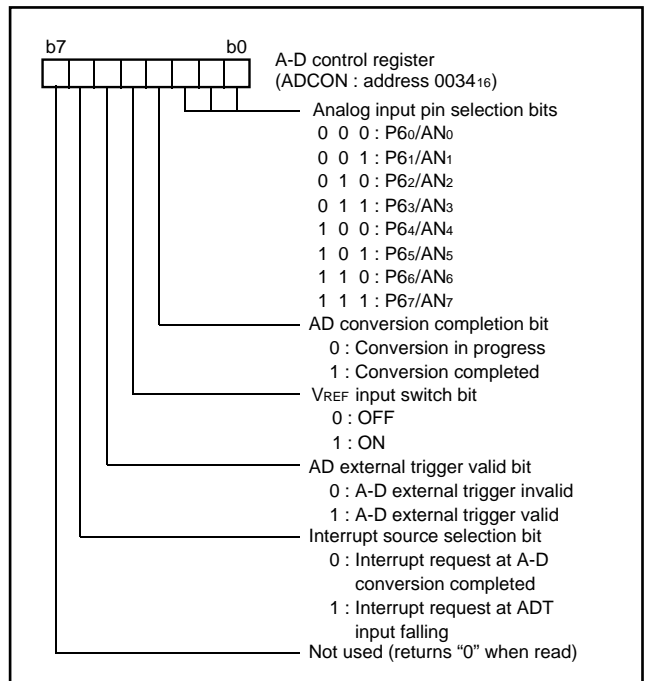 b7 b0
A-D control register
(ADCON : address 0034₁₆)
Analog input pin selection bits
0 0 0 : P6₀/AN₀
0 0 1 : P6₁/AN₁
0 1 0 : P6₂/AN₂
0 1 1 : P6₃/AN₃
1 0 0 : P6₄/AN₄
1 0 1 : P6₅/AN₅
1 1 0 : P6₆/AN₆
1 1 1 : P6₇/AN₇
AD conversion completion bit
0 : Conversion in progress
1 : Conversion completed
VREF input switch bit
0 : OFF
1 : ON
AD external trigger valid bit
0 : A-D external trigger invalid
1 : A-D external trigger valid
Interrupt source selection bit
0 : Interrupt request at A-D
conversion completed
1 : Interrupt request at ADT
input falling
Not used (returns “0” when read)